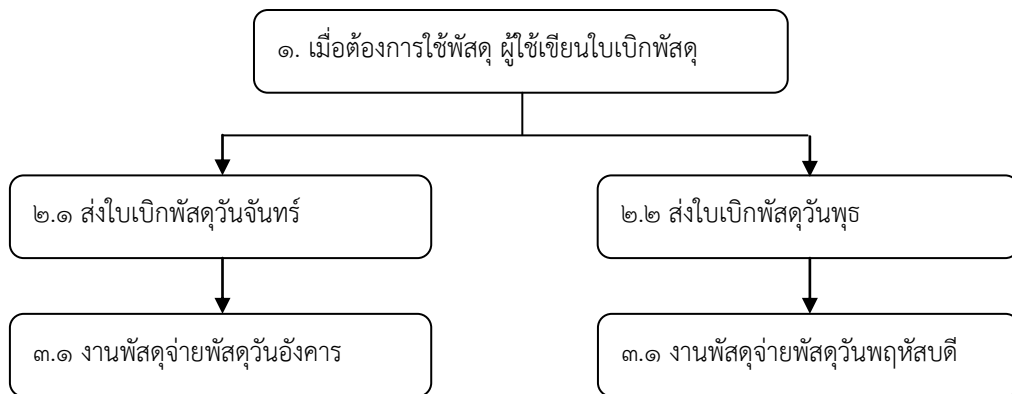 ๑. เมื่อต้องการใช้พัสดุ ผู้ใช้เขียนใบเบิกพัสดุ
๒.๑ ส่งใบเบิกพัสดุวันจันทร์
๒.๒ ส่งใบเบิกพัสดุวันพุธ
๓.๑ งานพัสดุจ่ายพัสดุวันอังคาร
๓.๑ งานพัสดุจ่ายพัสดุวันพฤหัสบดี